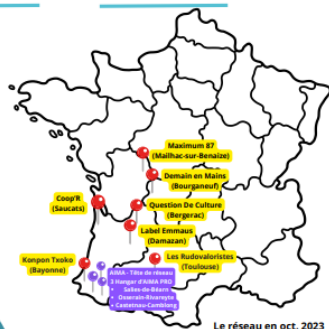 Maximum 87
(Mailhac-sur-Benaize)
Demain en Mains
(Bourganeuf)
Coop'R
(Saucats)
Question De Culture
(Bergerac)
Label Emmaus
(Damazan)
Konpon Txoko
(Bayonne)
Les Rudovaloristes
(Toulouse)
AIMA - Tête de réseau
3 Hangar d'AIMA PRO
• Salies-de-Béarn
• Osserain-Rivareyte
• Castetnau-Camblong
Le réseau en oct. 2023